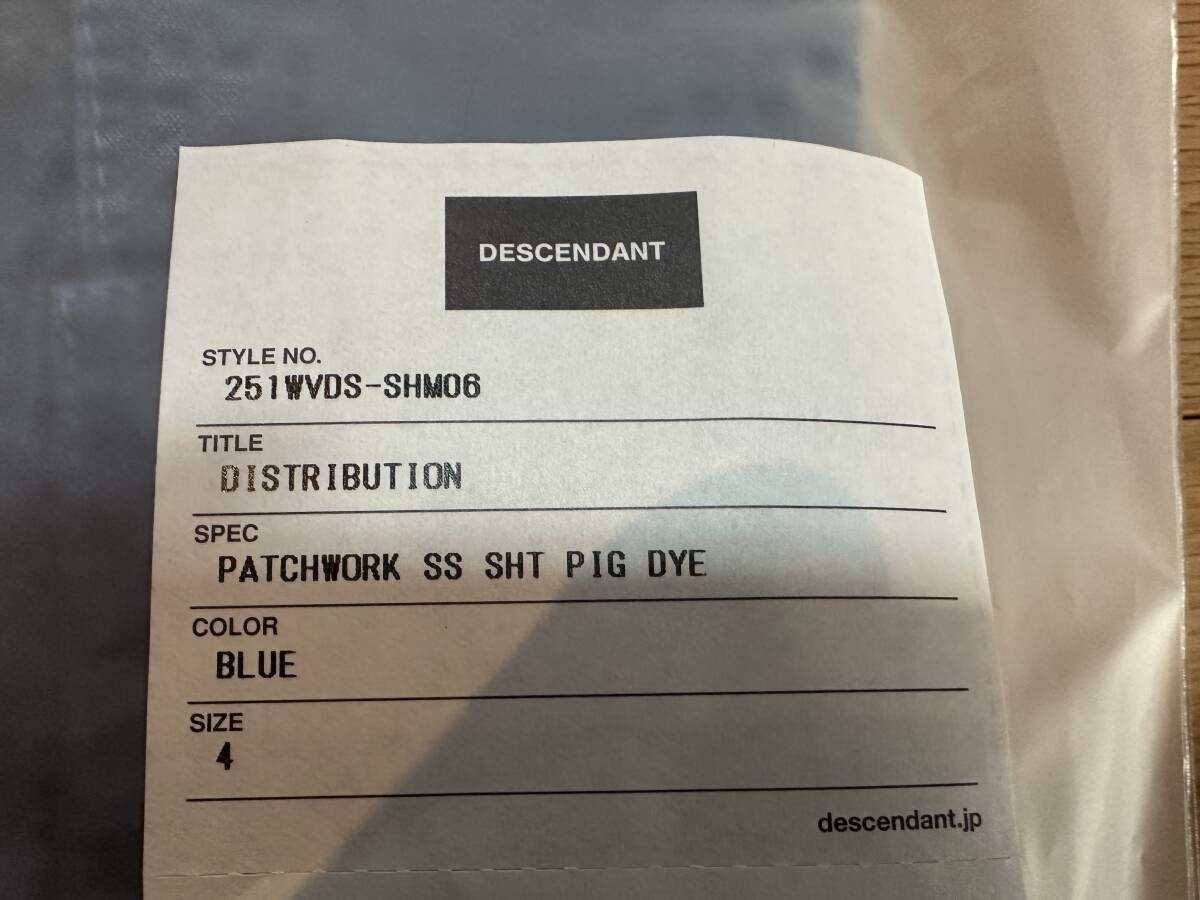 DESCENDANT
STYLE NO.
251WVDS-SHM06
TITLE
DISTRIBUTION
SPEC
PATCHWORK SS SHT PIG DYE
COLOR
BLUE
SIZE
4
descendant.jp